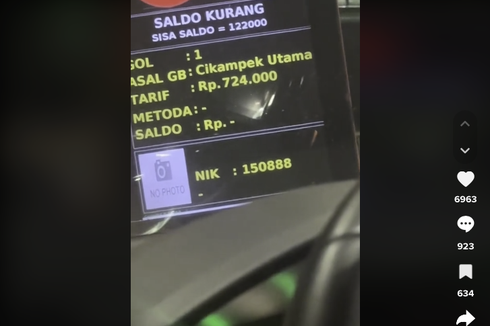 SALDO KURANG
SISA SALDO = 122000
GOL : 1
ASAL GB : Cikampek Utama
TARIF : Rp.724.000
METODA : -
SALDO : Rp. -
-
NO PHOTO
NIK : 150888
-
6963
923
634